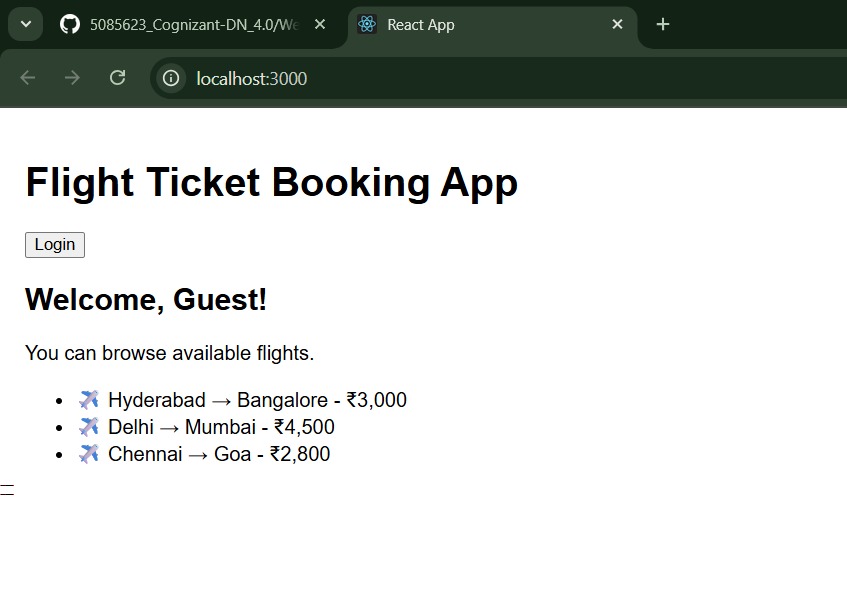 5085623_Cognizant-DN_4.0/We
React App
localhost:3000
Flight Ticket Booking App
Login
Welcome, Guest!
You can browse available flights.
• ✈️ Hyderabad → Bangalore - ₹3,000
• ✈️ Delhi → Mumbai - ₹4,500
• ✈️ Chennai → Goa - ₹2,800